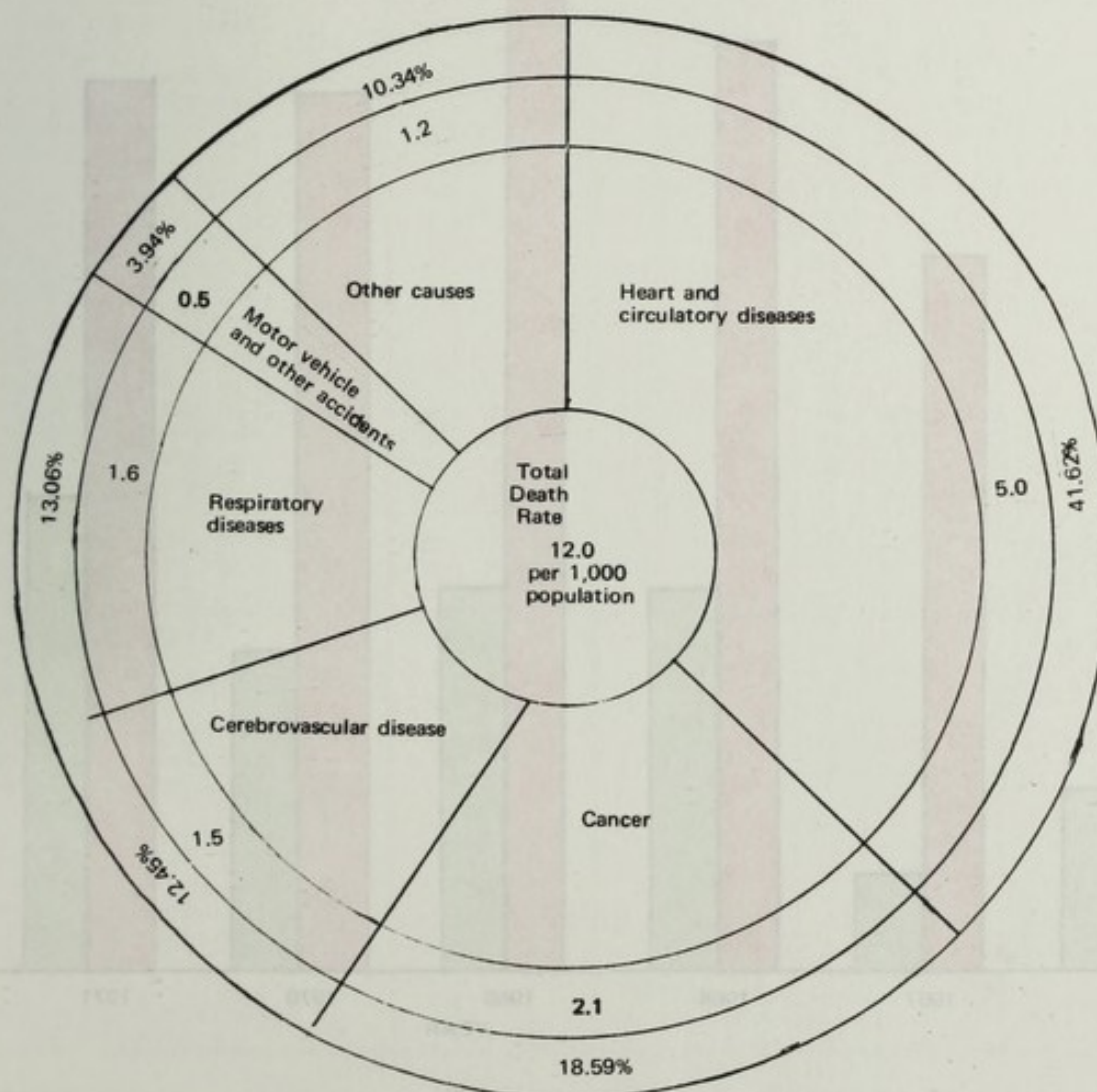 10.34%
1.2
3.94%
0.5
Other causes
Heart and
circulatory diseases
Motor vehicle
and other accidents
13.06%
1.6
Respiratory
diseases
Total
Death
Rate
12.0
per 1,000
population
5.0
41.62%
Cerebrovascular disease
1.5
12.45%
Cancer
2.1
18.59%